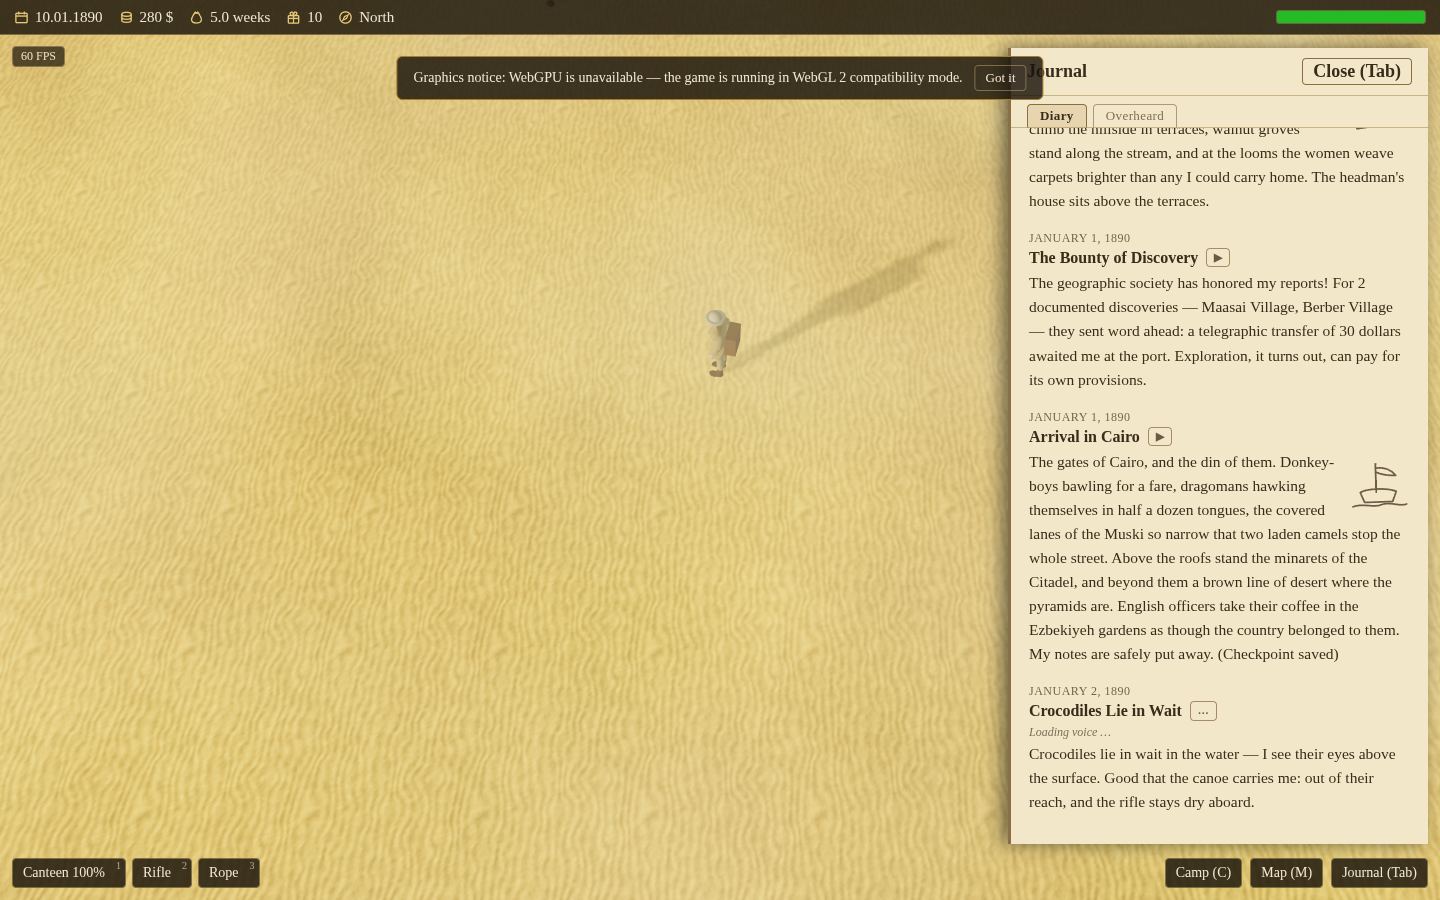 10.01.1890 280 $ 5.0 weeks 10 North
60 FPS
Graphics notice: WebGPU is unavailable — the game is running in WebGL 2 compatibility mode. Got it
Journal Close (Tab)
Diary Overheard
climb the hillside in terraces, walnut groves
stand along the stream, and at the looms the women weave
carpets brighter than any I could carry home. The headman's
house sits above the terraces.
JANUARY 1, 1890
The Bounty of Discovery
The geographic society has honored my reports! For 2
documented discoveries — Maasai Village, Berber Village
— they sent word ahead: a telegraphic transfer of 30 dollars
awaited me at the port. Exploration, it turns out, can pay for
its own provisions.
JANUARY 1, 1890
Arrival in Cairo
The gates of Cairo, and the din of them. Donkey-
boys bawling for a fare, dragomans hawking
themselves in half a dozen tongues, the covered
lanes of the Muski so narrow that two laden camels stop the
whole street. Above the roofs stand the minarets of the
Citadel, and beyond them a brown line of desert where the
pyramids are. English officers take their coffee in the
Ezbekiyeh gardens as though the country belonged to them.
My notes are safely put away. (Checkpoint saved)
JANUARY 2, 1890
Crocodiles Lie in Wait ...
Loading voice ...
Crocodiles lie in wait in the water — I see their eyes above
the surface. Good that the canoe carries me: out of their
reach, and the rifle stays dry aboard.
Canteen 100% 1 Rifle 2 Rope 3
Camp (C) Map (M) Journal (Tab)